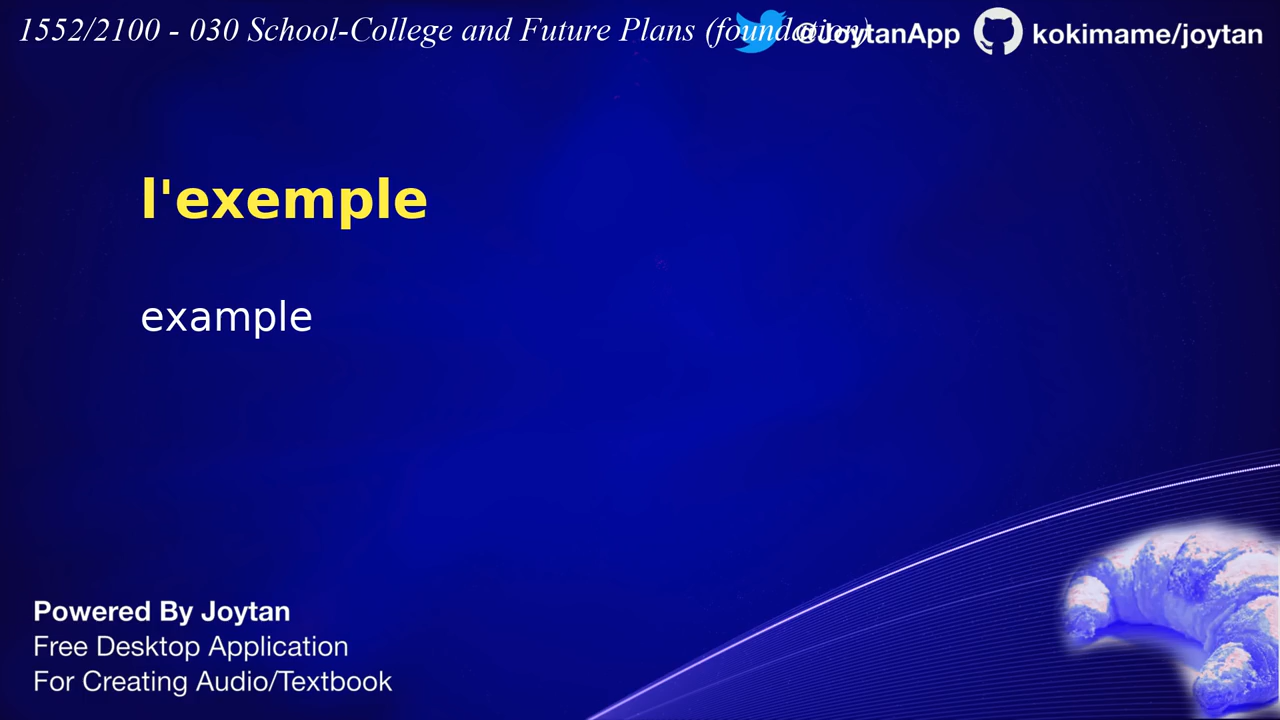 1552/2100 - 030 School-College and Future Plans (foundation)
@JoytanApp
kokimame/joytan
l'exemple
example
Powered By Joytan
Free Desktop Application
For Creating Audio/Textbook